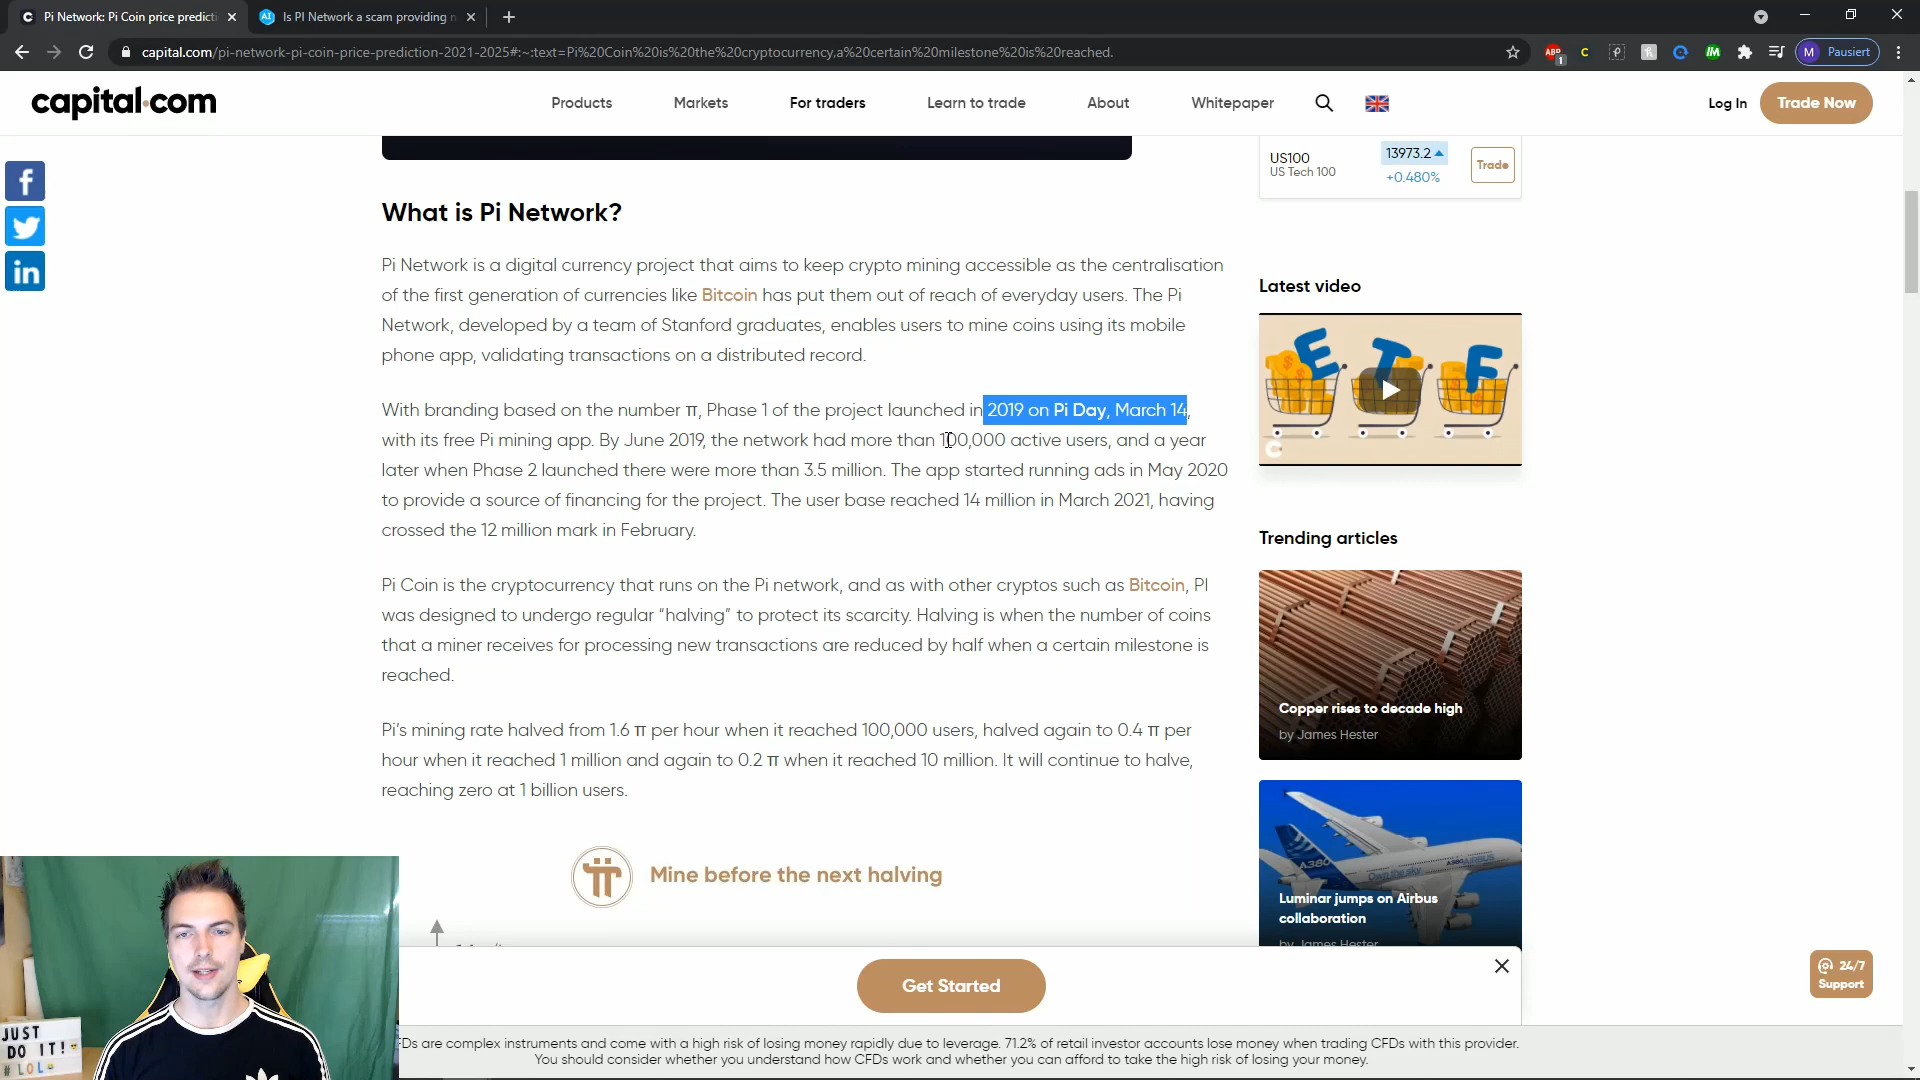 Pi Network: Pi Coin price predicti
Is PI Network a scam providing n
capital.com/pi-network-pi-coin-price-prediction-2021-2025#:~:text=Pi%20Coin%20is%20the%20cryptocurrency,a%20certain%20milestone%20is%20reached.
ABP
1
M Pausiert
capital.com
Products
Markets
For traders
Learn to trade
About
Whitepaper
Log In
Trade Now
US100
US Tech 100
13973.2
+0.480%
Trade
What is Pi Network?
Pi Network is a digital currency project that aims to keep crypto mining accessible as the centralisation
of the first generation of currencies like Bitcoin has put them out of reach of everyday users. The Pi
Network, developed by a team of Stanford graduates, enables users to mine coins using its mobile
phone app, validating transactions on a distributed record.
With branding based on the number π, Phase 1 of the project launched in 2019 on Pi Day, March 14,
with its free Pi mining app. By June 2019, the network had more than 100,000 active users, and a year
later when Phase 2 launched there were more than 3.5 million. The app started running ads in May 2020
to provide a source of financing for the project. The user base reached 14 million in March 2021, having
crossed the 12 million mark in February.
Pi Coin is the cryptocurrency that runs on the Pi network, and as with other cryptos such as Bitcoin, PI
was designed to undergo regular “halving” to protect its scarcity. Halving is when the number of coins
that a miner receives for processing new transactions are reduced by half when a certain milestone is
reached.
Pi’s mining rate halved from 1.6 π per hour when it reached 100,000 users, halved again to 0.4 π per
hour when it reached 1 million and again to 0.2 π when it reached 10 million. It will continue to halve,
reaching zero at 1 billion users.
Mine before the next halving
Latest video
E T F
Trending articles
Copper rises to decade high
by James Hester
A380
AIRBUS
Own the sky
Luminar jumps on Airbus
collaboration
by James Hester
Get Started
24/7
Support
FDs are complex instruments and come with a high risk of losing money rapidly due to leverage. 71.2% of retail investor accounts lose money when trading CFDs with this provider.
You should consider whether you understand how CFDs work and whether you can afford to take the high risk of losing your money.
JUST
DO IT!
#LOL